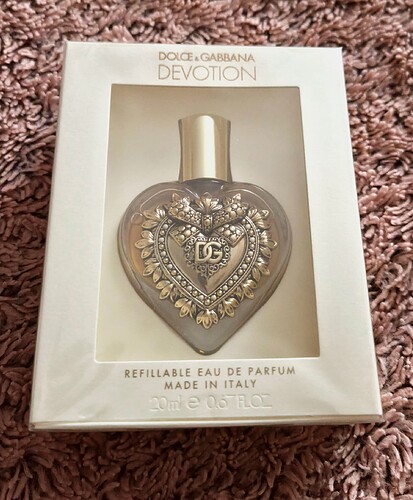 DOLCE & GABBANA
DEVOTION
DG
REFILLABLE EAU DE PARFUM
MADE IN ITALY
20ml e 0.67 FL.OZ.